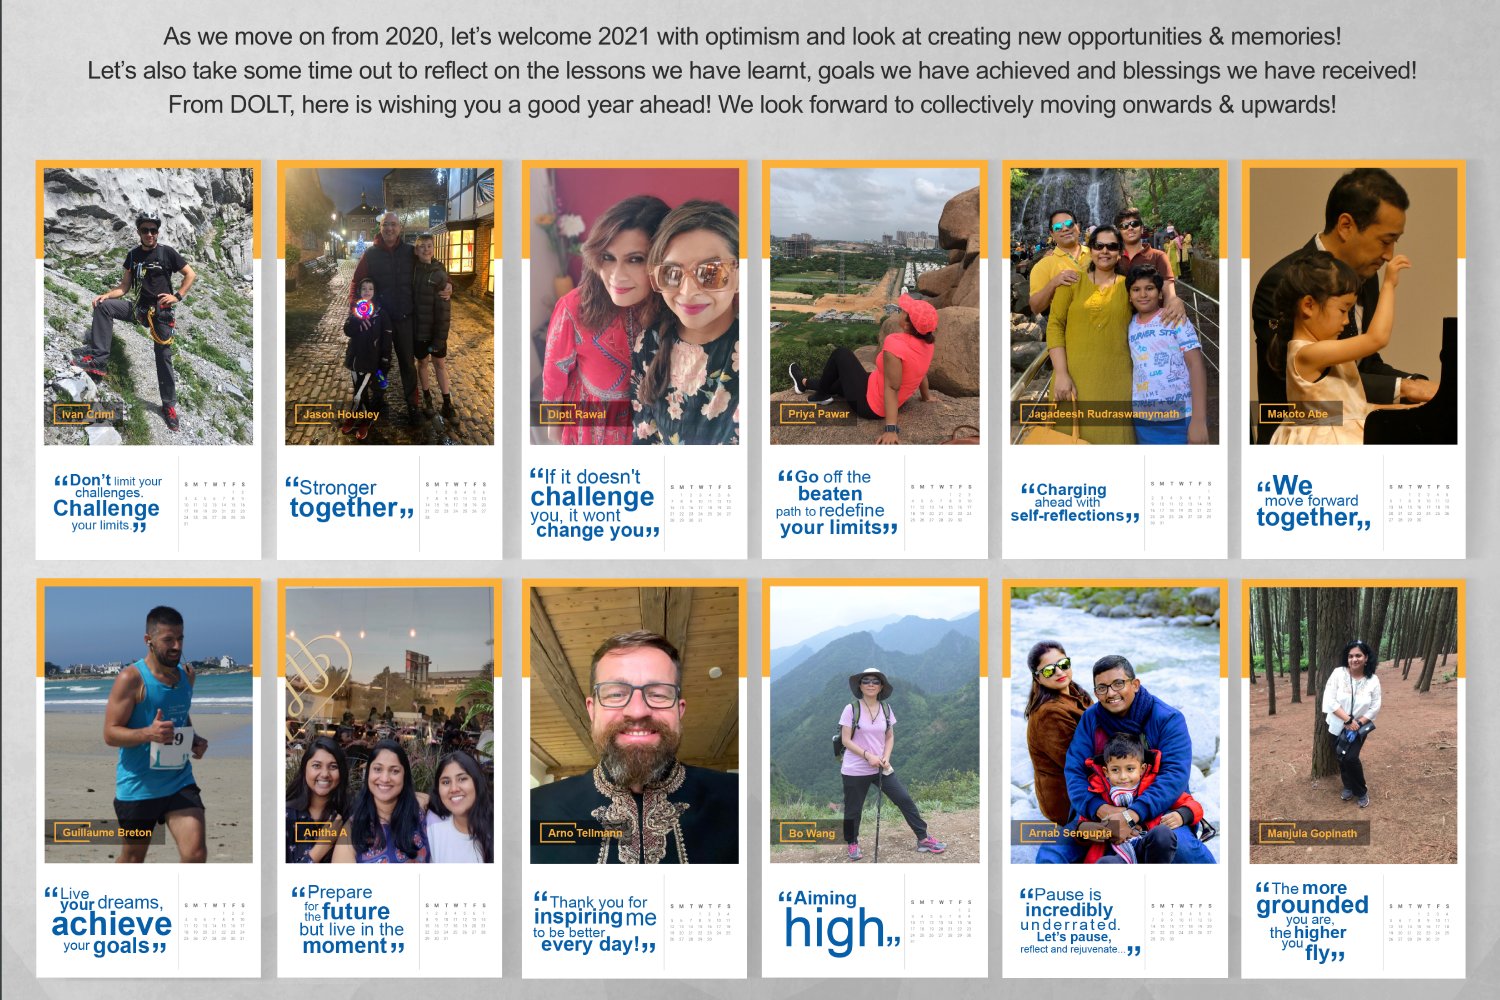 As we move on from 2020, let's welcome 2021 with optimism and look at creating new opportunities & memories!
Let's also take some time out to reflect on the lessons we have learnt, goals we have achieved and blessings we have received!
From DOLT, here is wishing you a good year ahead! We look forward to collectively moving onwards & upwards!
Ivan Crimi
“Don't limit your
challenges.
Challenge
your limits.”
S M T W T F S
Jason Housley
“Stronger
together„
S M T W T F S
Dipti Rawal
“If it doesn't
challenge
you, it wont
change you”
S M T W T F S
Priya Pawar
“Go off the
beaten
path to redefine
your limits”
S M T W T F S
Jagadeesh Rudraswamymath
“Charging
ahead with
self-reflections”
S M T W T F S
Makoto Abe
“We
move forward
together„
S M T W T F S
9
Guillaume Breton
“Live
your dreams,
achieve
your goals”
S M T W T F S
Anitha A
“Prepare
for
the future
but live in the
moment”
S M T W T F S
Arno Tellmann
“Thank you for
inspiring me
to be better
every day!”
S M T W T F S
Bo Wang
“Aiming
high„
S M T W T F S
Arnab Sengupta
“Pause is
incredibly
underrated.
Let's pause,
reflect and rejuvenate...”
S M T W T F S
Manjula Gopinath
“The more
grounded
you are,
the higher
you fly”
S M T W T F S